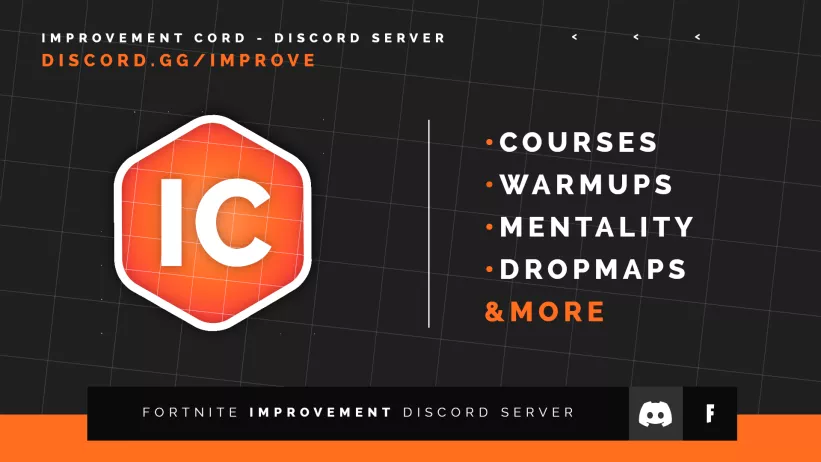 IMPROVEMENT CORD - DISCORD SERVER
< < <
DISCORD.GG/IMPROVE
IC
•COURSES
•WARMUPS
•MENTALITY
•DROPMAPS
&MORE
FORTNITE IMPROVEMENT DISCORD SERVER
F